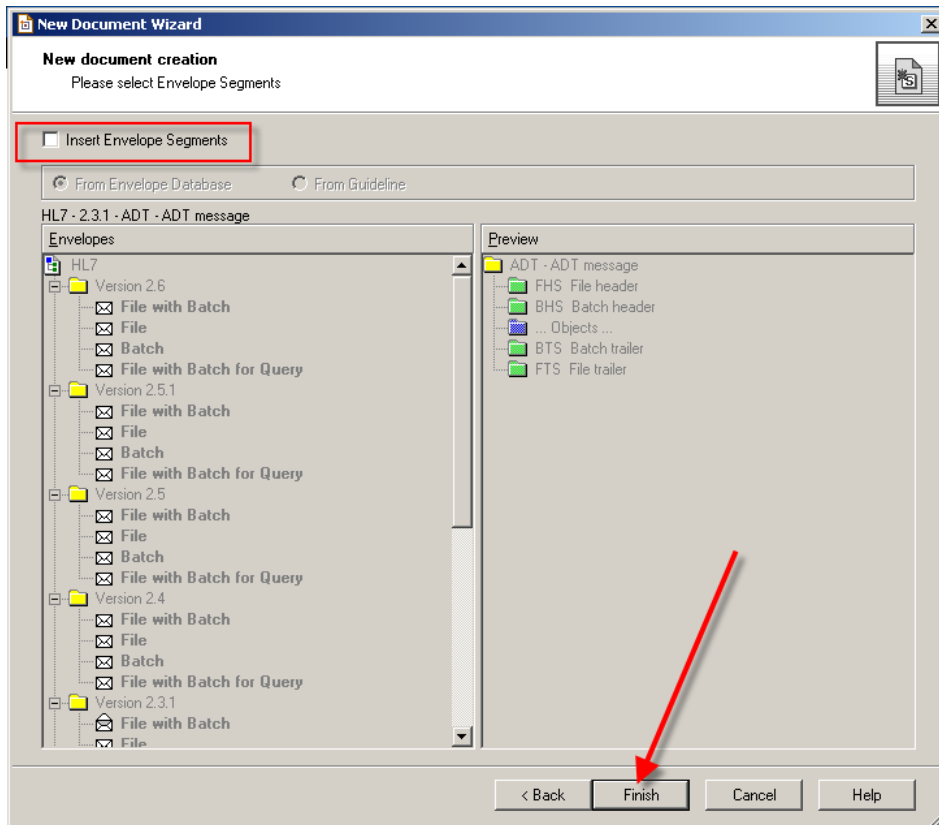 New Document Wizard
New document creation
Please select Envelope Segments
Insert Envelope Segments
From Envelope Database From Guideline
HL7 - 2.3.1 - ADT - ADT message
Envelopes
HL7
Version 2.6
File with Batch
File
Batch
File with Batch for Query
Version 2.5.1
File with Batch
File
Batch
File with Batch for Query
Version 2.5
File with Batch
File
Batch
File with Batch for Query
Version 2.4
File with Batch
File
Batch
File with Batch for Query
Version 2.3.1
File with Batch
File
Preview
ADT - ADT message
FHS File header
BHS Batch header
... Objects ...
BTS Batch trailer
FTS File trailer
< Back Finish Cancel Help